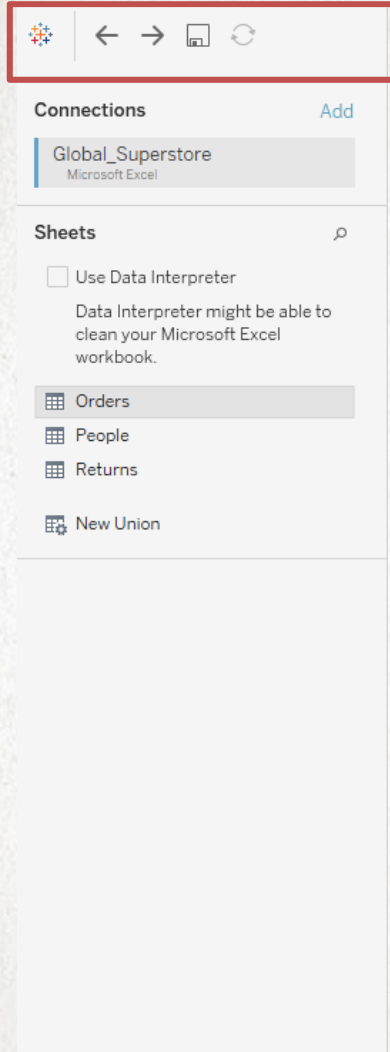 Connections Add
Global_Superstore
Microsoft Excel
Sheets
Use Data Interpreter
Data Interpreter might be able to
clean your Microsoft Excel
workbook.
Orders
People
Returns
New Union